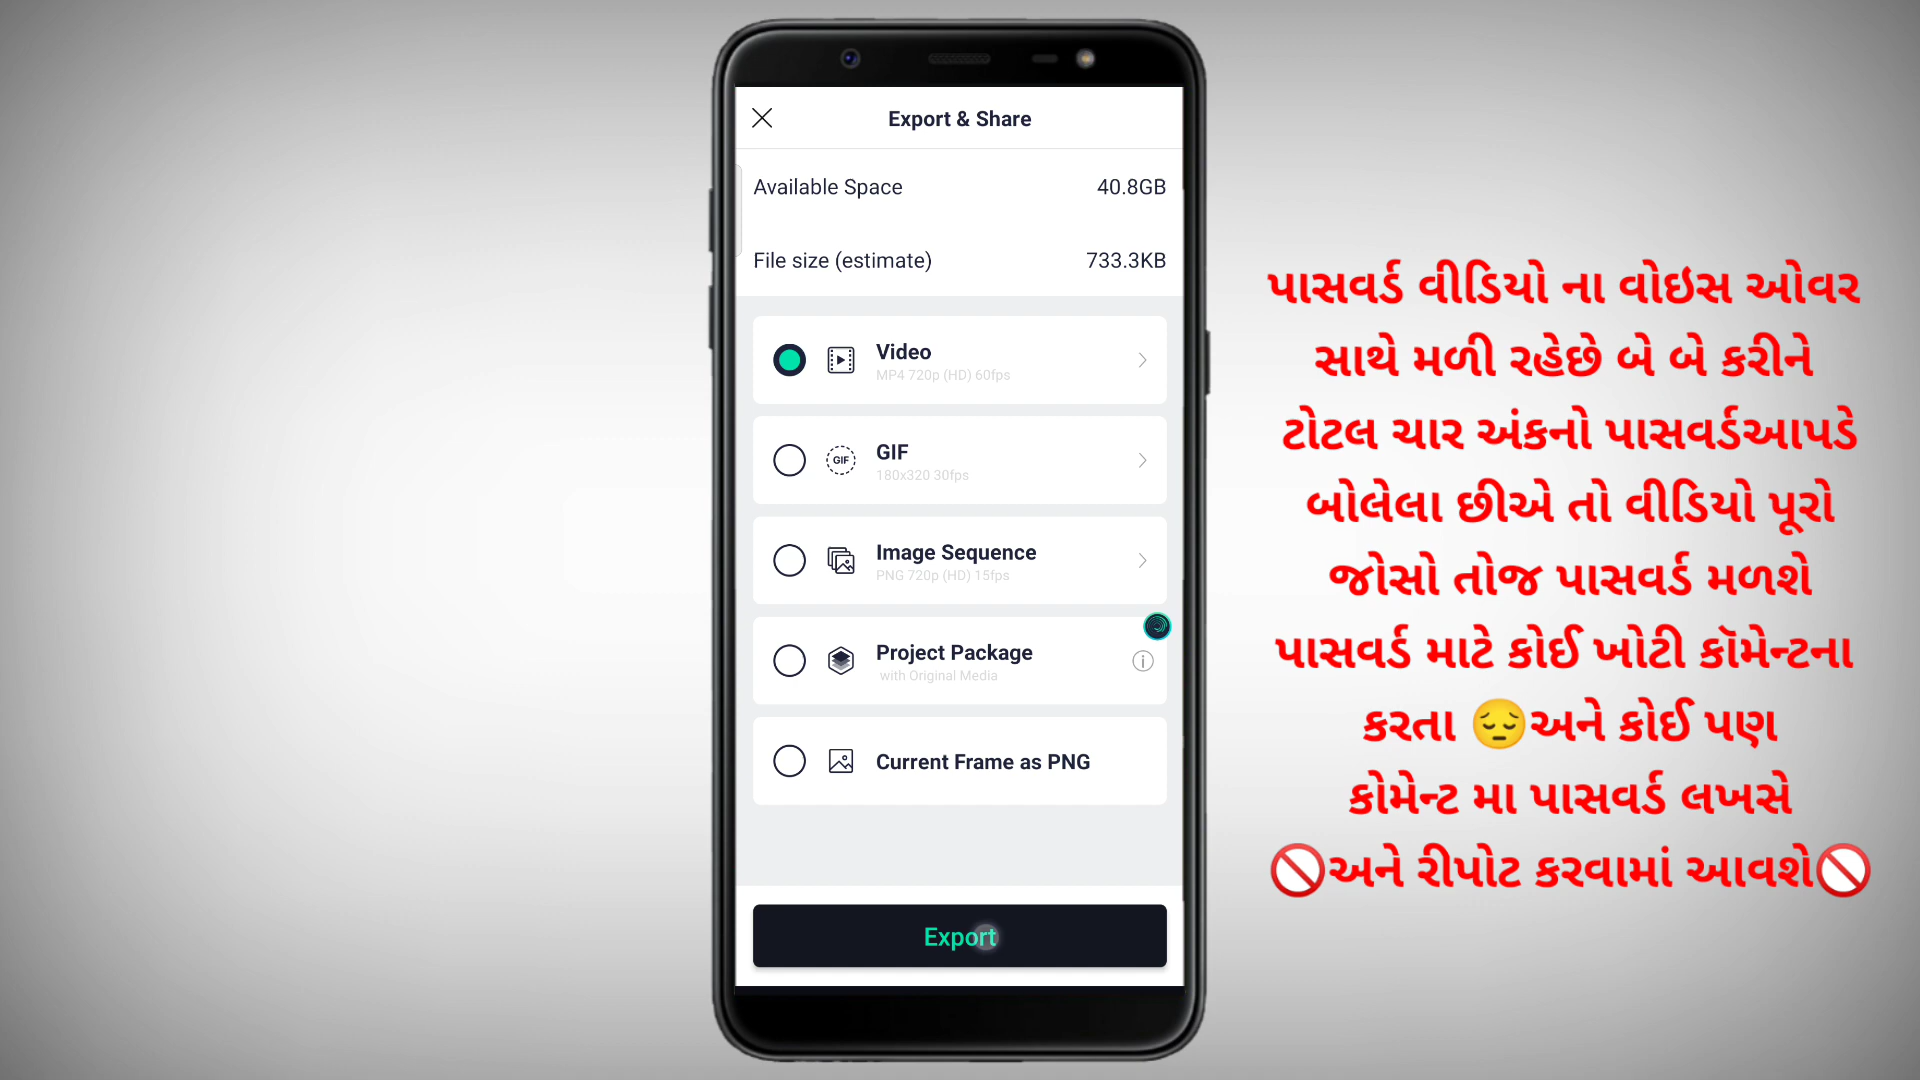 Export & Share
Available Space 40.8GB
File size (estimate) 733.3KB
Video
MP4 720p (HD) 60fps
GIF
GIF
180x320 30fps
Image Sequence
PNG 720p (HD) 15fps
Project Package
with Original Media
Current Frame as PNG
Export
પાસવર્ડ વીડિયો ના વોઇસ ઓવર
સાથે મળી રહેછે બે બે કરીને
ટોટલ ચાર અંકનો પાસવર્ડઆપડે
બોલેલા છીએ તો વીડિયો પૂરો
જોસો તોજ પાસવર્ડ મળશે
પાસવર્ડ માટે કોઈ ખોટી કૉમેન્ટના
કરતા 😔અને કોઈ પણ
કોમેન્ટ મા પાસવર્ડ લખસે
🚫અને રીપોટ કરવામાં આવશે🚫